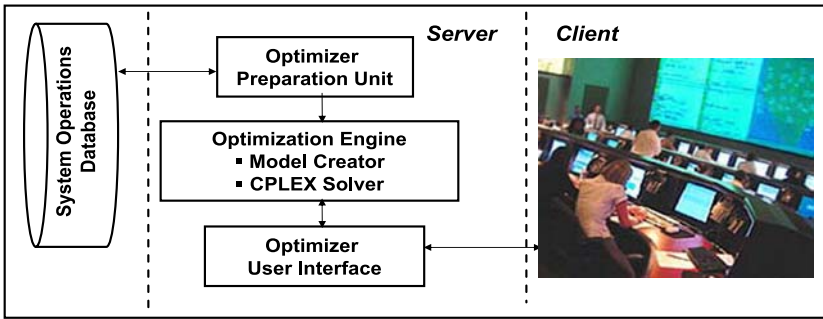 Server
Client
System Operations
Database
Optimizer
Preparation Unit
Optimization Engine
▪ Model Creator
▪ CPLEX Solver
Optimizer
User Interface